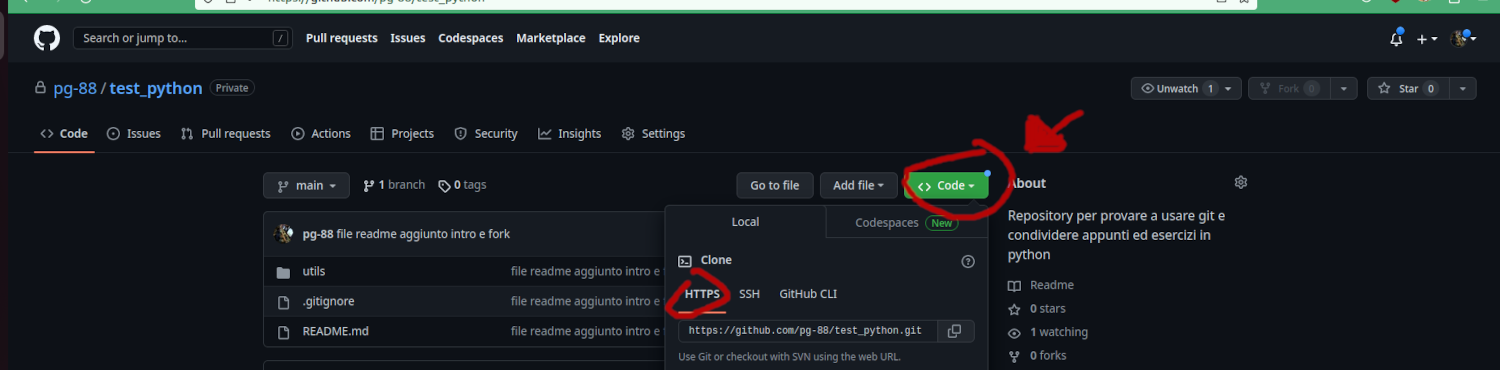 https://github.com/pg-88/test_python
Search or jump to... /
Pull requests Issues Codespaces Marketplace Explore
pg-88 / test_python Private
Unwatch 1 Fork 0 Star 0
Code Issues Pull requests Actions Projects Security Insights Settings
main 1 branch 0 tags Go to file Add file Code About
Local Codespaces New
Repository per provare a usare git e
condividere appunti ed esercizi in
python
pg-88 file readme aggiunto intro e fork
Clone
utils file readme aggiunto intro e
HTTPS SSH GitHub CLI
Readme
.gitignore file readme aggiunto intro e
0 stars
README.md file readme aggiunto intro e
https://github.com/pg-88/test_python.git
1 watching
Use Git or checkout with SVN using the web URL.
0 forks